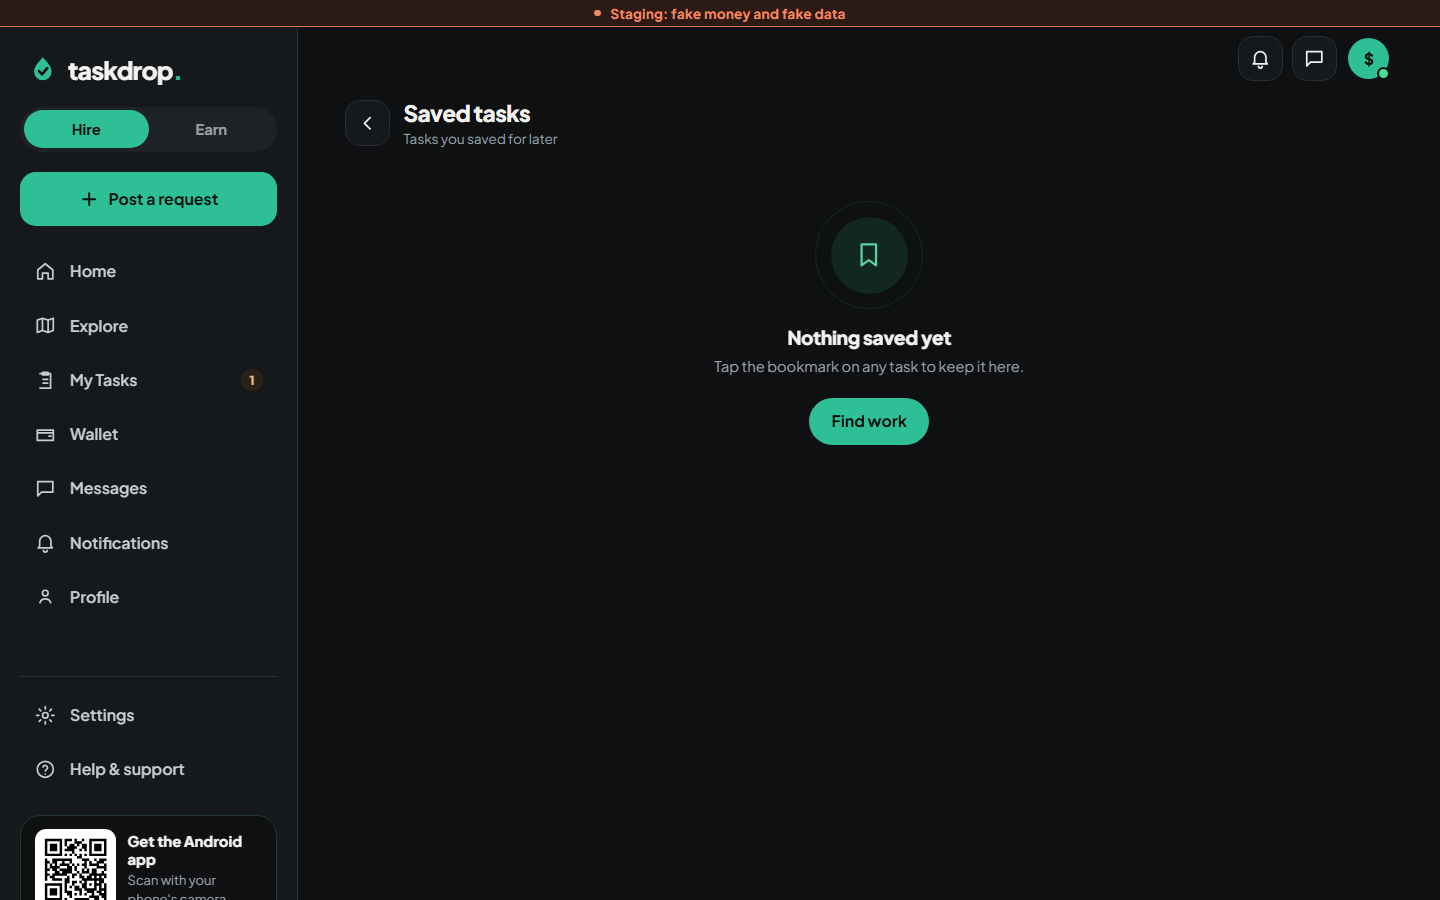 Staging: fake money and fake data
taskdrop.
Hire
Earn
Post a request
Home
Explore
My Tasks
1
Wallet
Messages
Notifications
Profile
Settings
Help & support
Get the Android
app
Scan with your
phone's camera
$
Saved tasks
Tasks you saved for later
Nothing saved yet
Tap the bookmark on any task to keep it here.
Find work